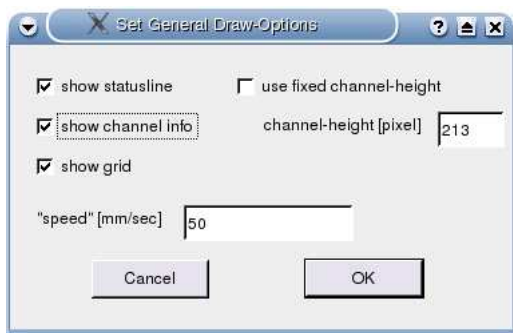 Set General Draw-Options
show statusline
use fixed channel-height
show channel info
channel-height [pixel]
213
show grid
"speed" [mm/sec]
50
Cancel
OK